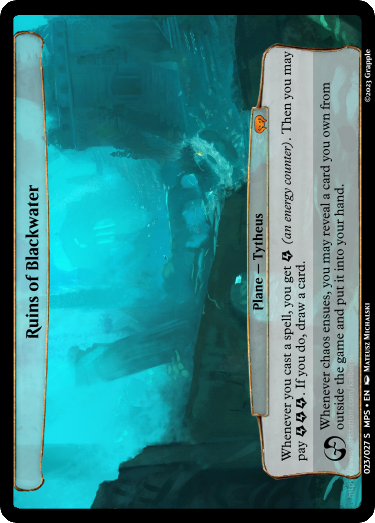 Ruins of Blackwater
Plane — Tytheus
Whenever you cast a spell, you get (an energy counter). Then you may
pay . If you do, draw a card.
Whenever chaos ensues, you may reveal a card you own from
outside the game and put it into your hand.
023/027 S MPS • EN Mateusz Michalski
©2023 Grapple